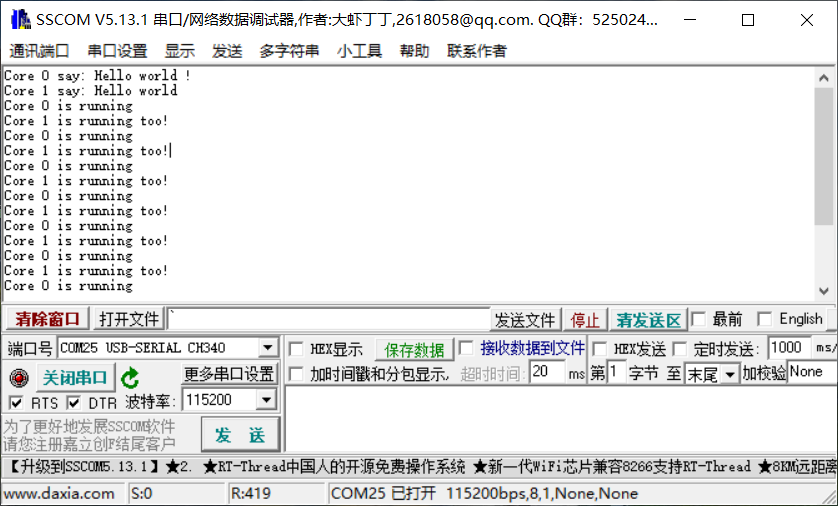 SSCOM V5.13.1 串口/网络数据调试器,作者:大虾丁丁,2618058@qq.com. QQ群： 525024...
通讯端口 串口设置 显示 发送 多字符串 小工具 帮助 联系作者
Core 0 say: Hello world !
Core 1 say: Hello world
Core 0 is running
Core 1 is running too!
Core 0 is running
Core 1 is running too!
Core 0 is running
Core 1 is running too!
Core 0 is running
Core 1 is running too!
Core 0 is running
Core 1 is running too!
Core 0 is running
Core 1 is running too!
Core 0 is running
清除窗口 打开文件 ` 发送文件 停止 清发送区 最前 English
端口号 COM25 USB-SERIAL CH340 HEX显示 保存数据 接收数据到文件 HEX发送 定时发送: 1000 ms/
关闭串口 更多串口设置 加时间戳和分包显示, 超时时间: 20 ms 第 1 字节 至 末尾 加校验 None
RTS DTR 波特率: 115200
为了更好地发展SSCOM软件
请您注册嘉立创F结尾客户
发 送
【升级到SSCOM5.13.1】★2. ★RT-Thread中国人的开源免费操作系统 ★新一代WiFi芯片兼容8266支持RT-Thread ★8KM远距离
www.daxia.com S:0 R:419 COM25 已打开 115200bps,8,1,None,None